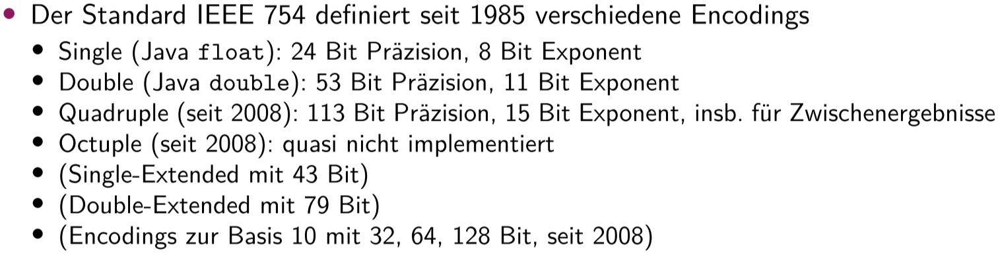 • Der Standard IEEE 754 definiert seit 1985 verschiedene Encodings
• Single (Java float): 24 Bit Präzision, 8 Bit Exponent
• Double (Java double): 53 Bit Präzision, 11 Bit Exponent
• Quadruple (seit 2008): 113 Bit Präzision, 15 Bit Exponent, insb. für Zwischenergebnisse
• Octuple (seit 2008): quasi nicht implementiert
• (Single-Extended mit 43 Bit)
• (Double-Extended mit 79 Bit)
• (Encodings zur Basis 10 mit 32, 64, 128 Bit, seit 2008)